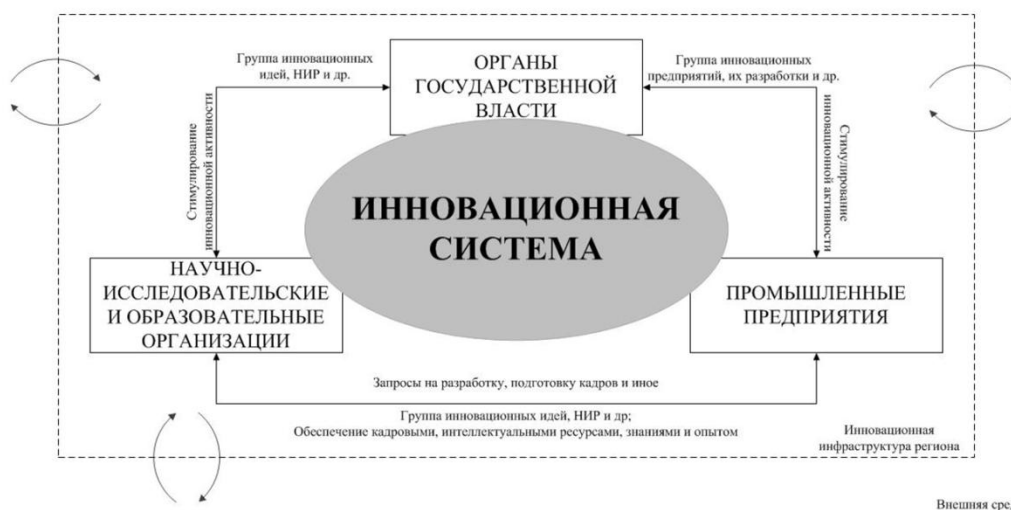 Группа инновационных
идей, НИР и др.
ОРГАНЫ
ГОСУДАРСТВЕННОЙ
ВЛАСТИ
Группа инновационных
предприятий, их разработки и др.
Стимулирование
инновационной активности
Стимулирование
инновационной активности
ИННОВАЦИОННАЯ
СИСТЕМА
НАУЧНО-
ИССЛЕДОВАТЕЛЬСКИЕ
И ОБРАЗОВАТЕЛЬНЫЕ
ОРГАНИЗАЦИИ
ПРОМЫШЛЕННЫЕ
ПРЕДПРИЯТИЯ
Запросы на разработку, подготовку кадров и иное
Группа инновационных идей, НИР и др;
Обеспечение кадровыми, интеллектуальными ресурсами, знаниями и опытом
Инновационная
инфраструктура региона
Внешняя сред